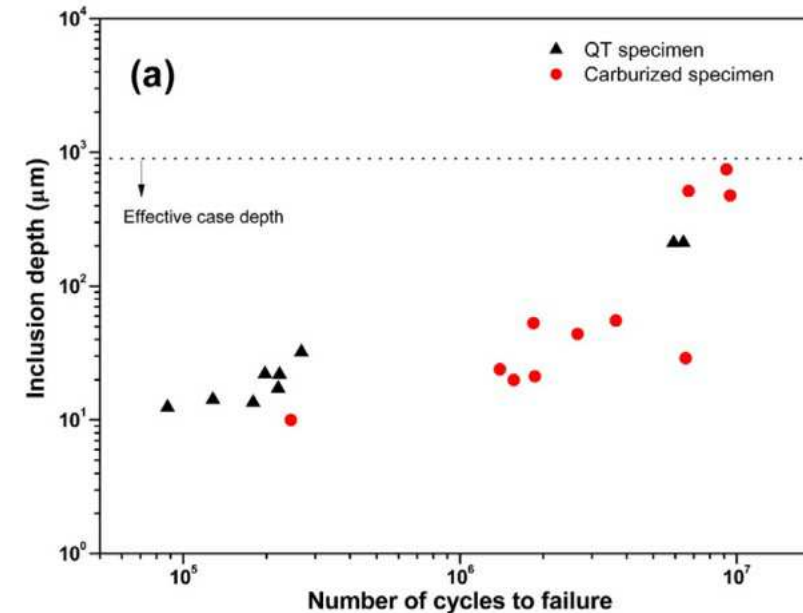 10⁴
(a)
QT specimen
Carburized specimen
10³
Effective case depth
Inclusion depth (μm)
10²
10¹
10⁰
10⁵
10⁶
10⁷
Number of cycles to failure